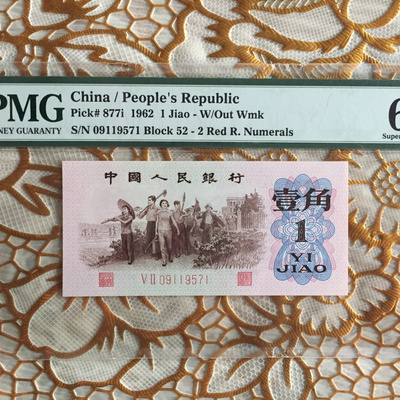 PMG
MONEY GUARANTY
China / People's Republic
Pick# 877i 1962 1 Jiao - W/Out Wmk
S/N 09119571 Block 52 - 2 Red R. Numerals
6
Super
中國人民銀行
壹角
1
YI
JIAO
V II 09119571